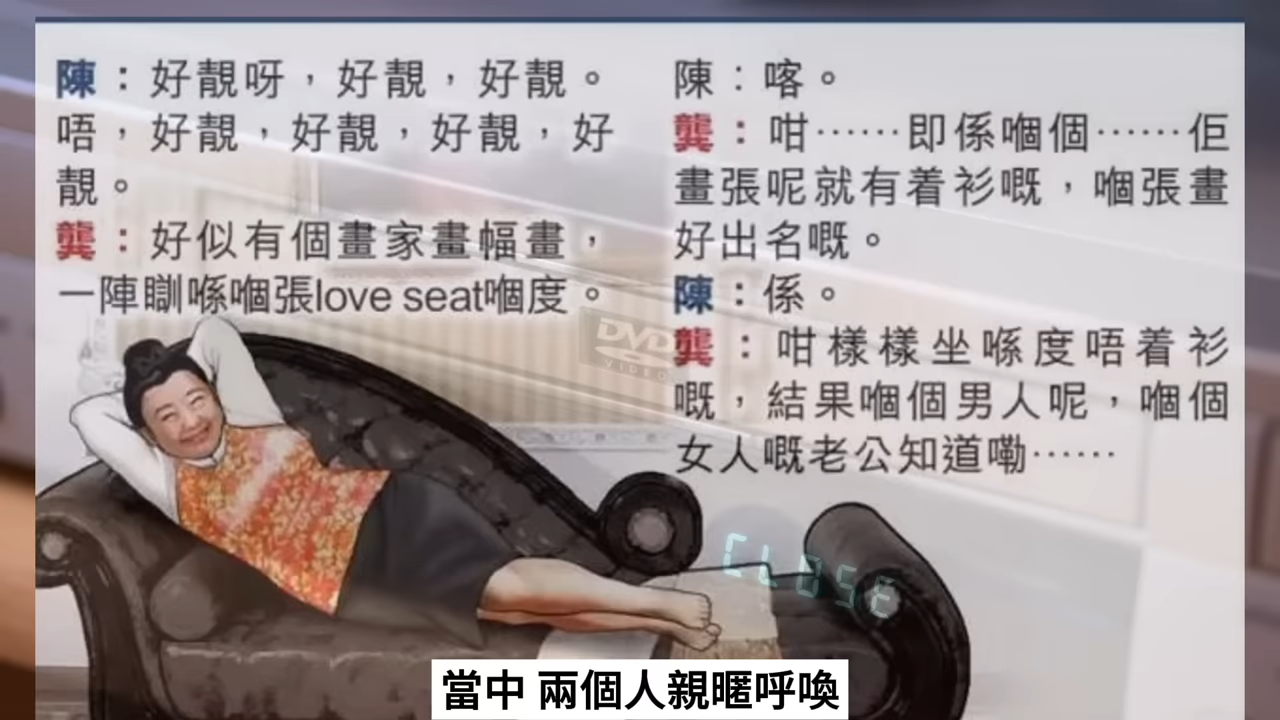 陳：好靚呀，好靚，好靚。
唔，好靚，好靚，好靚，好
靚。
龔：好似有個畫家畫幅畫，
一陣瞓喺嗰張love seat嗰度。
陳：喀。
龔：咁……即係嗰個……佢
畫張呢就有着衫嘅，嗰張畫
好出名嘅。
陳：係。
龔：咁樣樣坐喺度唔着衫
嘅，結果嗰個男人呢，嗰個
女人嘅老公知道嘞……
DVD
VIDEO
CLOSE
當中 兩個人親暱呼喚